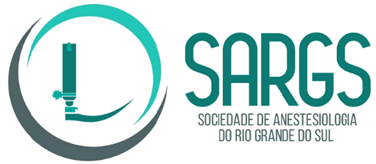 SARGS
SOCIEDADE DE ANESTESIOLOGIA
DO RIO GRANDE DO SUL